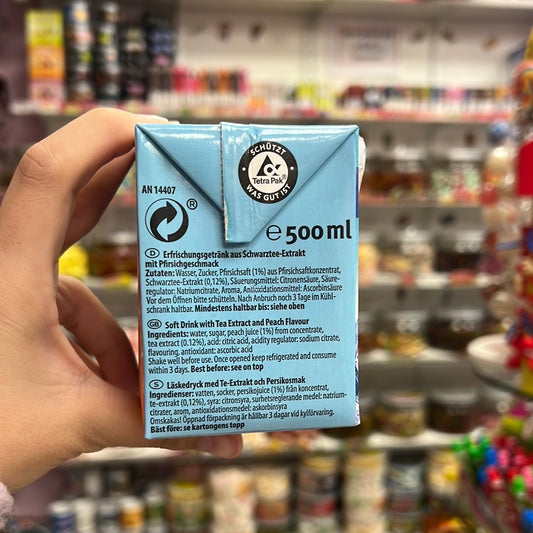 SCHÜTZT
Tetra Pak®
WAS GUT IST
AN 14407
®
e 500 ml
D Erfrischungsgetränk aus Schwarztee-Extrakt
mit Pfirsichgeschmack
Zutaten: Wasser, Zucker, Pfirsichsaft (1%) aus Pfirsichsaftkonzentrat,
Schwarztee-Extrakt (0,12%), Säuerungsmittel: Citronensäure, Säure-
regulator: Natriumcitrate, Aroma, Antioxidationsmittel: Ascorbinsäure
Vor dem Öffnen bitte schütteln. Nach Anbruch noch 3 Tage im Kühl-
schrank haltbar. Mindestens haltbar bis: siehe oben
GB Soft Drink with Tea Extract and Peach Flavour
Ingredients: water, sugar, peach juice (1%) from concentrate,
tea extract (0.12%), acid: citric acid, acidity regulator: sodium citrate,
flavouring, antioxidant: ascorbic acid
Shake well before use. Once opened keep refrigerated and consume
within 3 days. Best before: see on top
S Läskedryck med Te-Extrakt och Persikosmak
Ingredienser: vatten, socker, persikojuice (1%) från koncentrat,
te-extrakt (0,12%), syra: citronsyra, surhetsreglerande medel: natrium-
citrater, arom, antioxidationsmedel: askorbinsyra
Omskakas! Öppnad förpackning är hållbar 3 dagar vid kylförvaring.
Bäst före: se kartongens topp